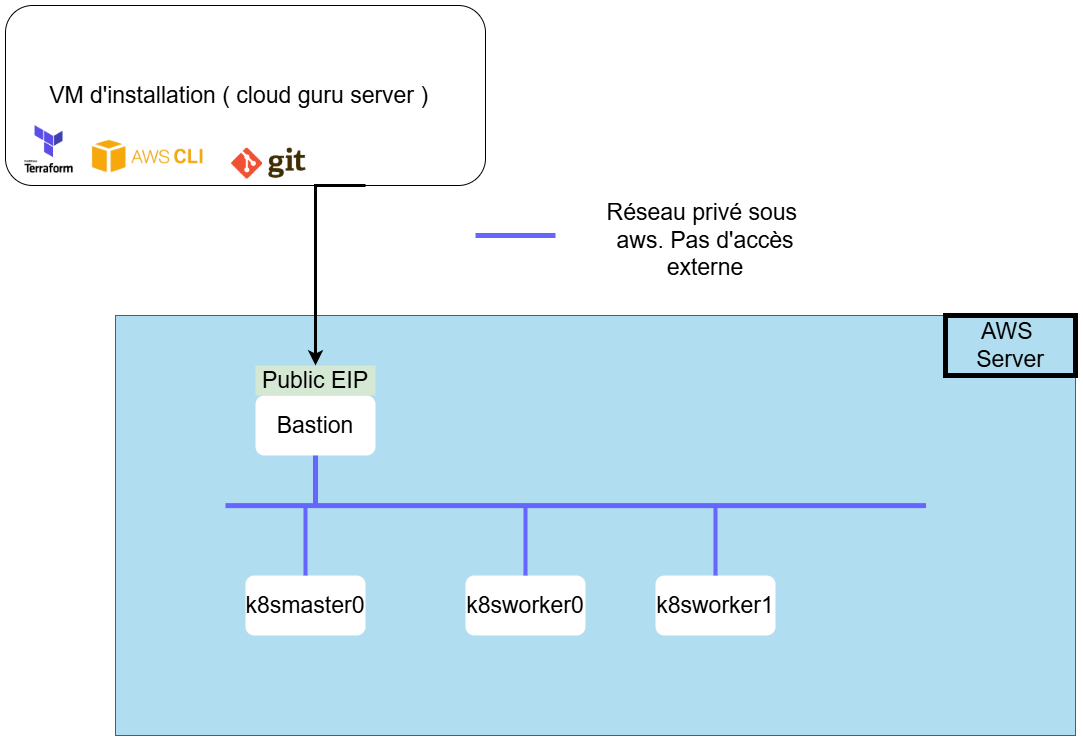 VM d'installation ( cloud guru server )
HashiCorp
Terraform
AWS CLI
git
Réseau privé sous
aws. Pas d'accès
externe
AWS
Server
Public EIP
Bastion
k8smaster0
k8sworker0
k8sworker1